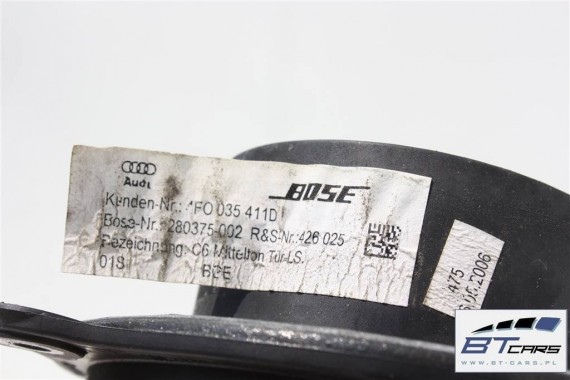 Audi
BOSE
Kunden-Nr.: 4F0 035 411D
Bose-Nr.: 280375-002 R&S-Nr.:426 025
Bezeichnung: C6 Mittelton Tür LS.
01S
475
.2006
BT CARS
WWW.BT-CARS.PL